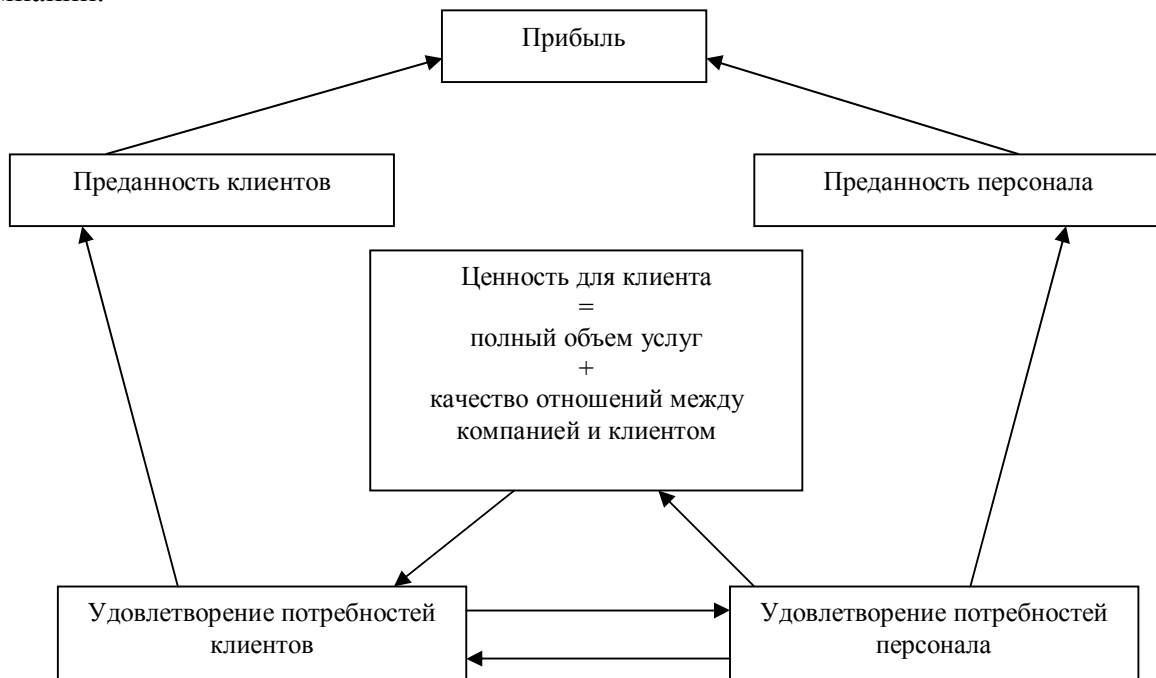 Прибыль
Преданность клиентов
Преданность персонала
Ценность для клиента
=
полный объем услуг
+
качество отношений между
компанией и клиентом
Удовлетворение потребностей
клиентов
Удовлетворение потребностей
персонала